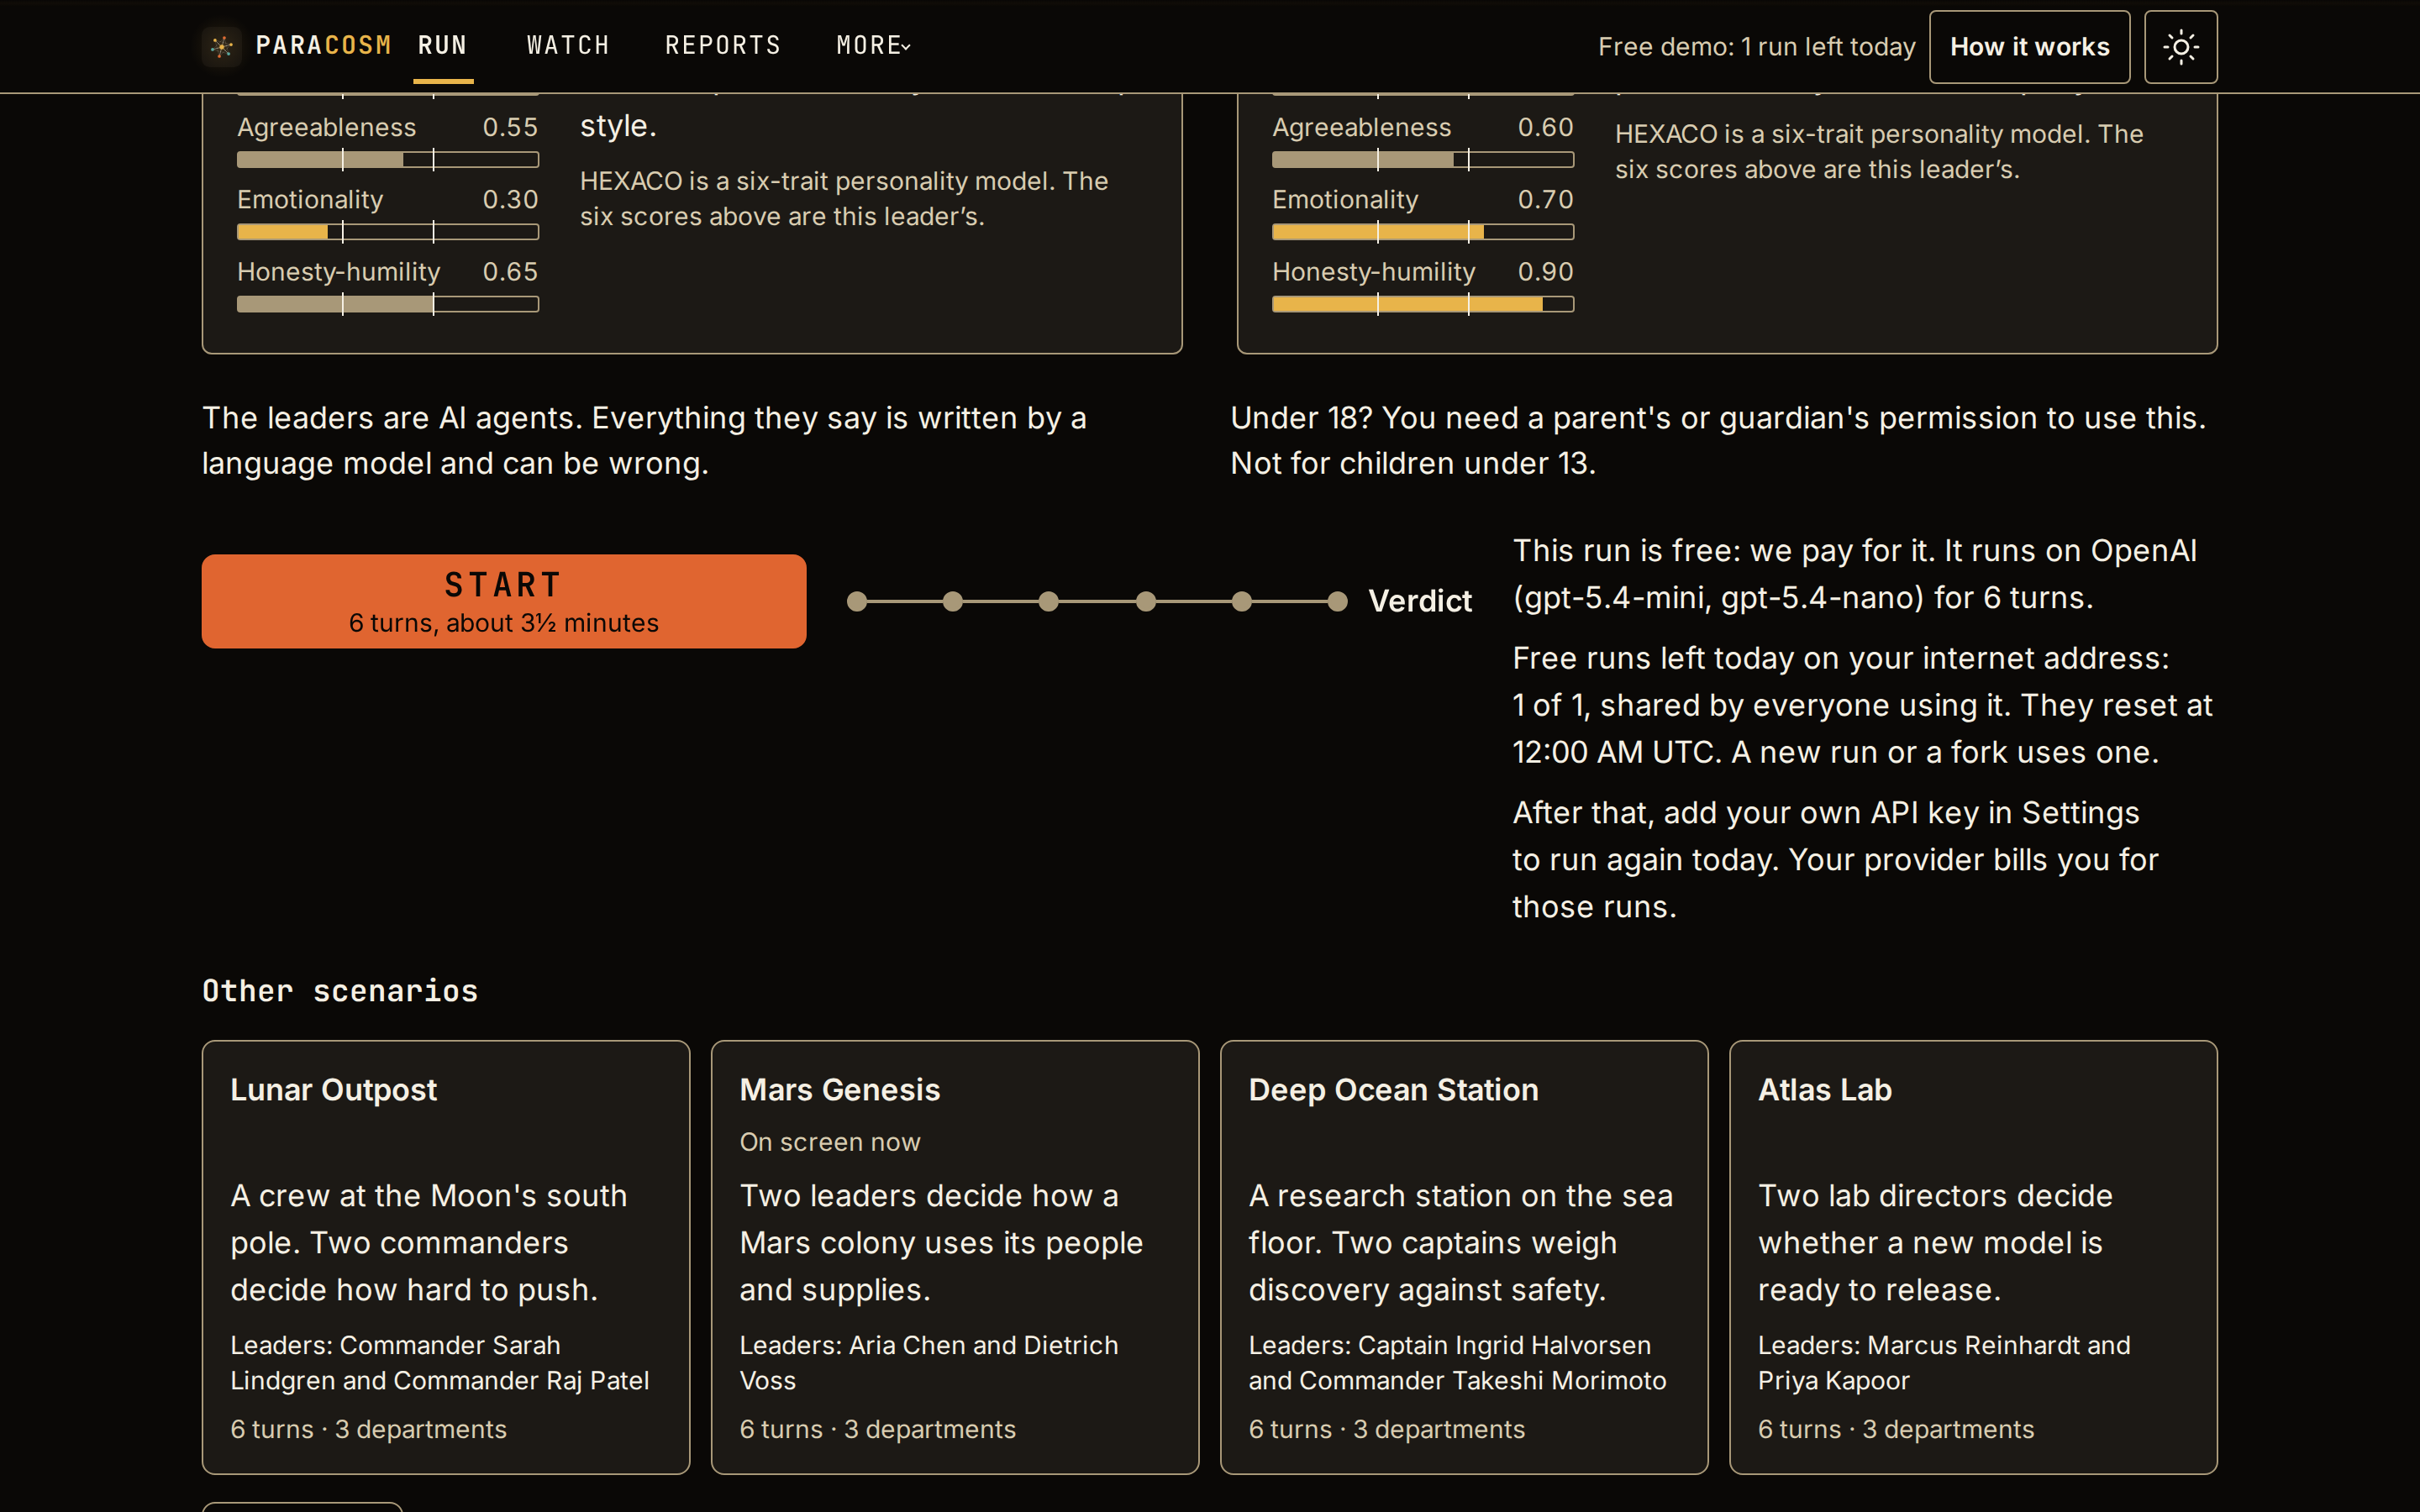 PARACOSM
RUN
WATCH
REPORTS
MORE
Free demo: 1 run left today
How it works
Agreeableness 0.55
Emotionality 0.30
Honesty-humility 0.65
style.
HEXACO is a six-trait personality model. The
six scores above are this leader’s.
Agreeableness 0.60
Emotionality 0.70
Honesty-humility 0.90
HEXACO is a six-trait personality model. The
six scores above are this leader’s.
The leaders are AI agents. Everything they say is written by a
language model and can be wrong.
Under 18? You need a parent's or guardian's permission to use this.
Not for children under 13.
START
6 turns, about 3½ minutes
Verdict
This run is free: we pay for it. It runs on OpenAI
(gpt-5.4-mini, gpt-5.4-nano) for 6 turns.
Free runs left today on your internet address:
1 of 1, shared by everyone using it. They reset at
12:00 AM UTC. A new run or a fork uses one.
After that, add your own API key in Settings
to run again today. Your provider bills you for
those runs.
Other scenarios
Lunar Outpost
A crew at the Moon's south
pole. Two commanders
decide how hard to push.
Leaders: Commander Sarah
Lindgren and Commander Raj Patel
6 turns · 3 departments
Mars Genesis
On screen now
Two leaders decide how a
Mars colony uses its people
and supplies.
Leaders: Aria Chen and Dietrich
Voss
6 turns · 3 departments
Deep Ocean Station
A research station on the sea
floor. Two captains weigh
discovery against safety.
Leaders: Captain Ingrid Halvorsen
and Commander Takeshi Morimoto
6 turns · 3 departments
Atlas Lab
Two lab directors decide
whether a new model is
ready to release.
Leaders: Marcus Reinhardt and
Priya Kapoor
6 turns · 3 departments